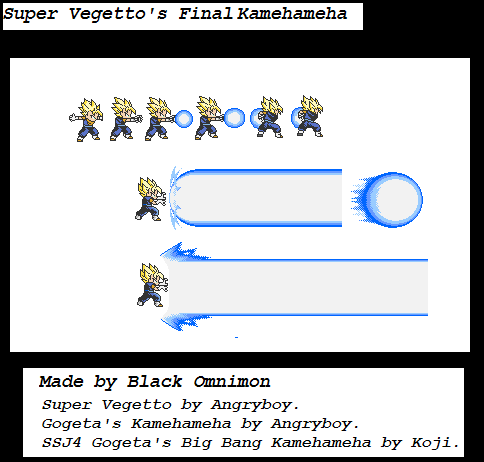 Super Vegetto's Final Kamehameha
Made by Black Omnimon
Super Vegetto by Angryboy.
Gogeta's Kamehameha by Angryboy.
SSJ4 Gogeta's Big Bang Kamehameha by Koji.